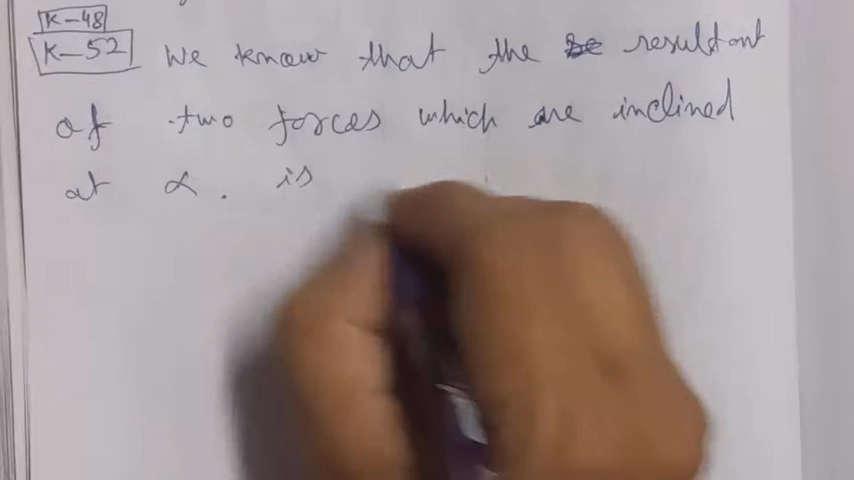 K-48
K-52 We know that the resultant
of two forces which are inclined
at α. is